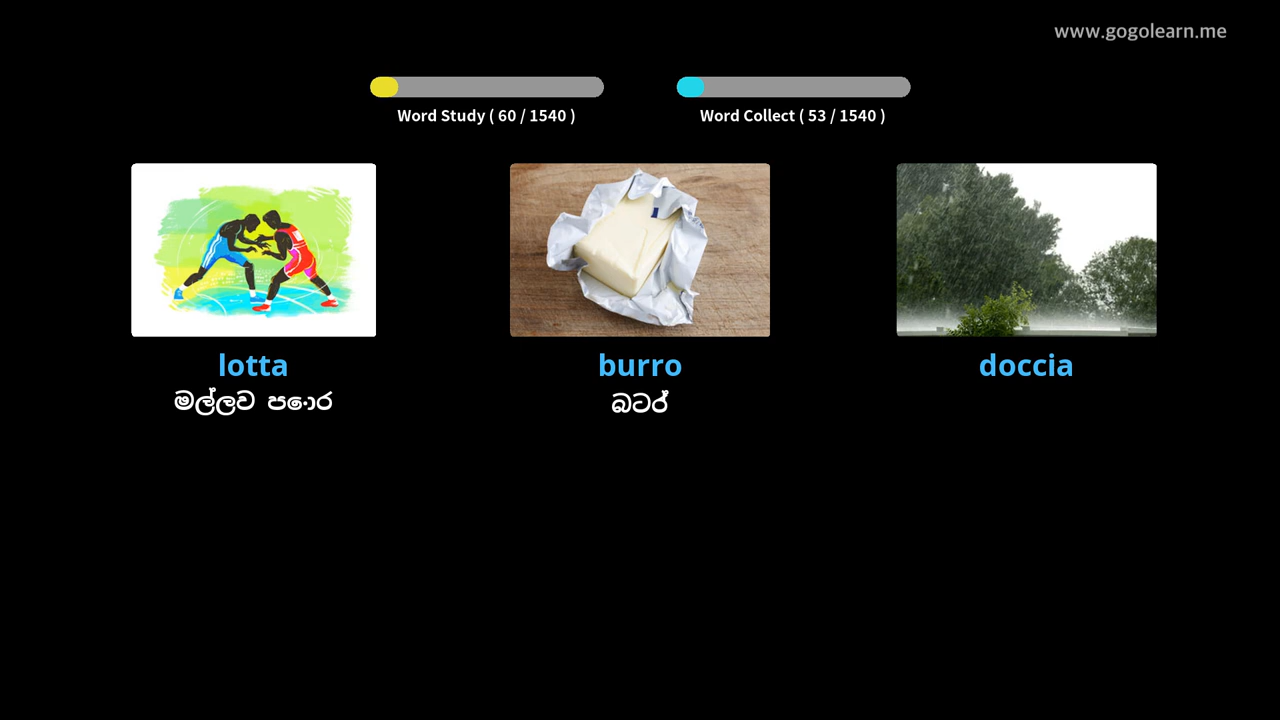 www.gogolearn.me
Word Study ( 60 / 1540 )
Word Collect ( 53 / 1540 )
lotta
burro
doccia
මල්ලව පොර
බටර්